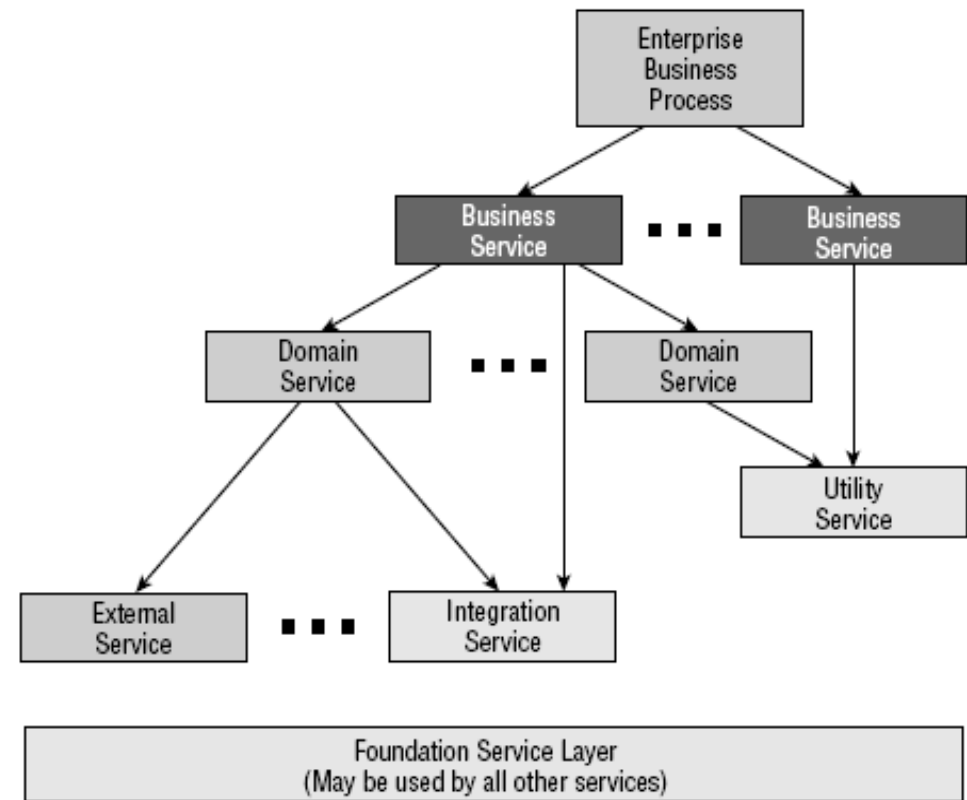 Enterprise
Business
Process
Business
Service
Business
Service
Domain
Service
Domain
Service
Utility
Service
External
Service
Integration
Service
Foundation Service Layer
(May be used by all other services)